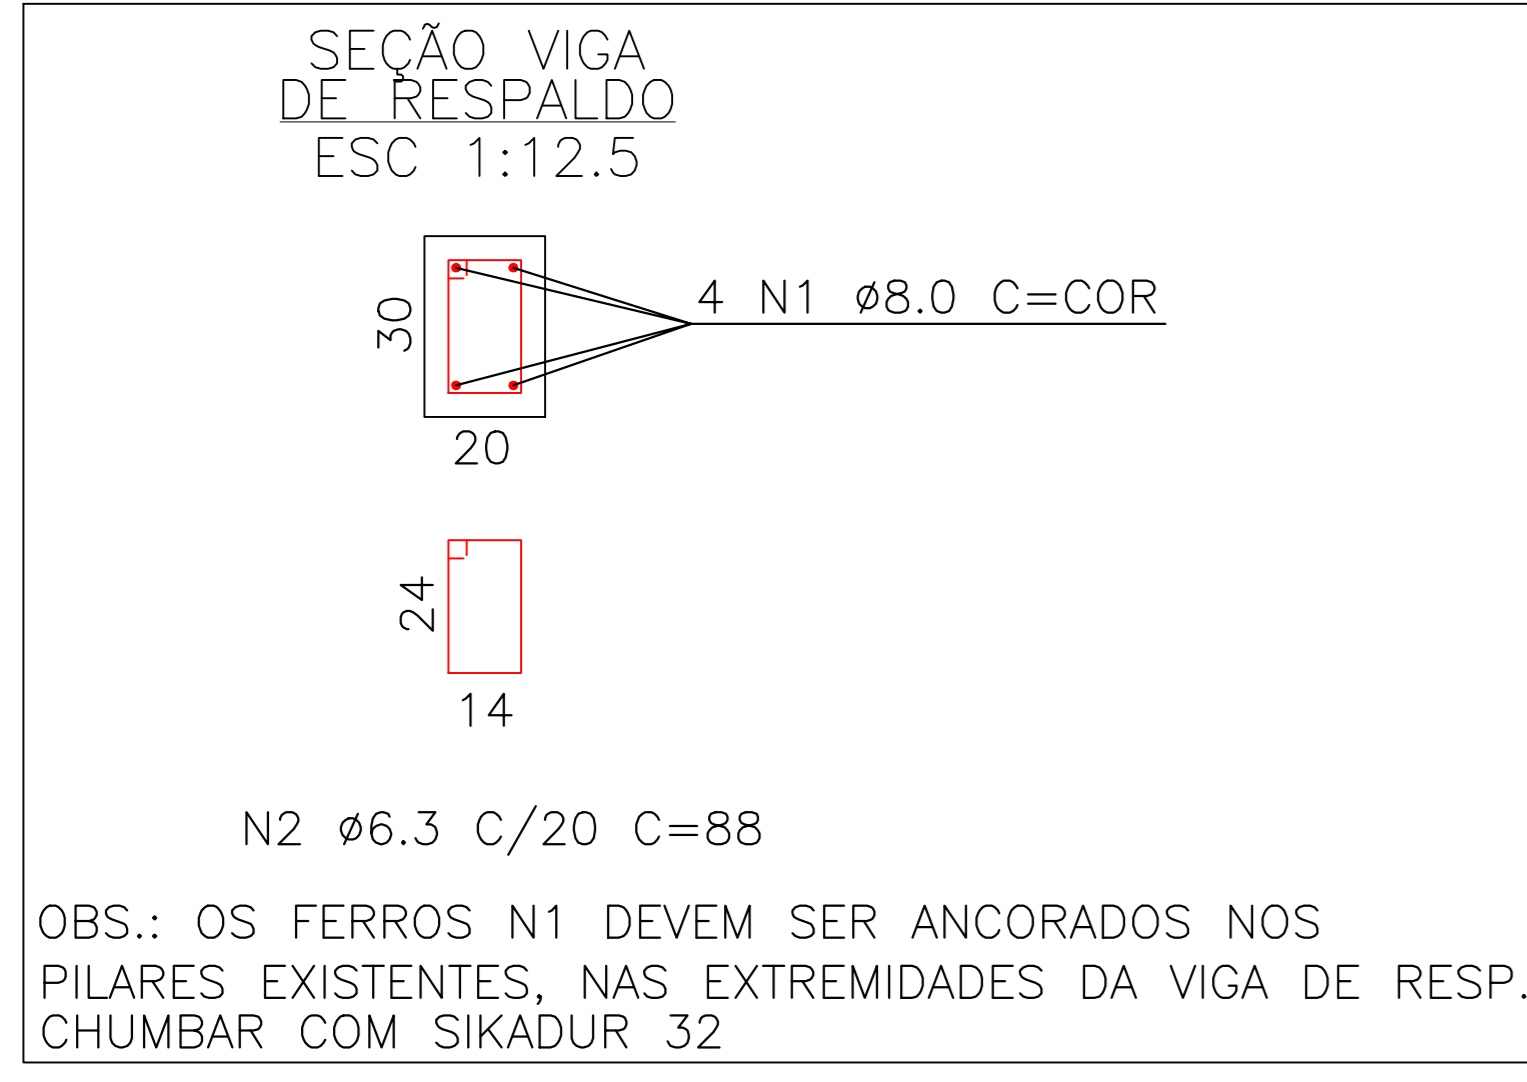 SEÇÃO VIGA
DE RESPALDO
ESC 1:12.5
4 N1 ø8.0 C=COR
30
20
24
14
N2 ø6.3 C/20 C=88
OBS.: OS FERROS N1 DEVEM SER ANCORADOS NOS
PILARES EXISTENTES, NAS EXTREMIDADES DA VIGA DE RESP.
CHUMBAR COM SIKADUR 32